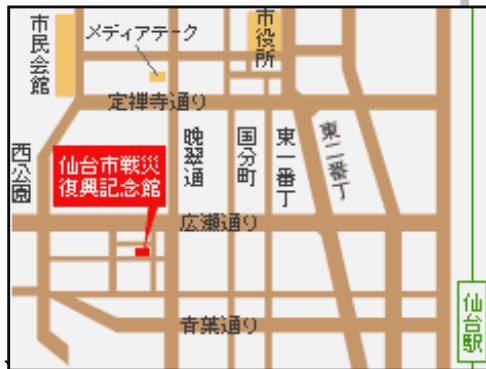 市民会館
メディアテーク
市役所
定禅寺通り
西公園
仙台市戦災
復興記念館
晩翠通
国分町
東一番丁
東二番丁
広瀬通り
青葉通り
仙台駅